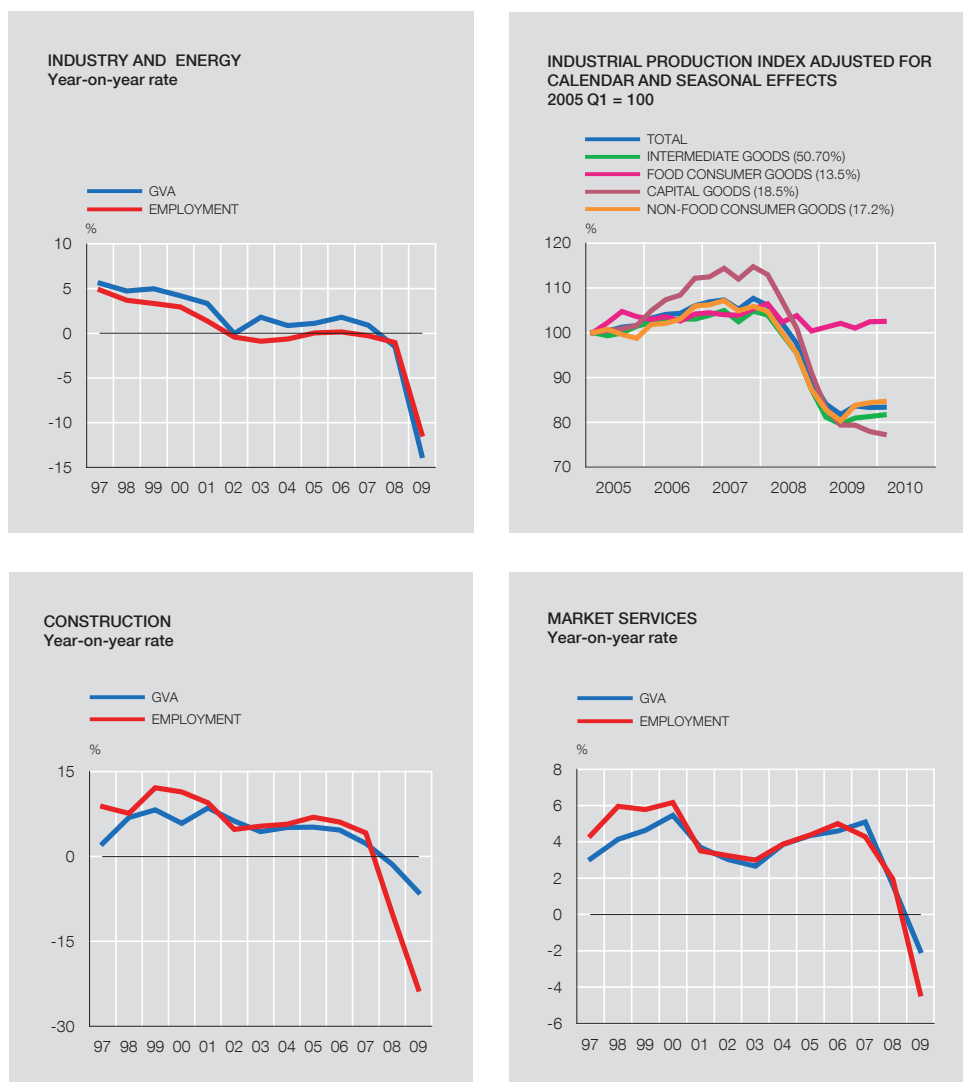 INDUSTRY AND ENERGY
Year-on-year rate
GVA
EMPLOYMENT
%
10
5
0
-5
-10
-15
97 98 99 00 01 02 03 04 05 06 07 08 09
INDUSTRIAL PRODUCTION INDEX ADJUSTED FOR
CALENDAR AND SEASONAL EFFECTS
2005 Q1 = 100
TOTAL
INTERMEDIATE GOODS (50.70%)
FOOD CONSUMER GOODS (13.5%)
CAPITAL GOODS (18.5%)
NON-FOOD CONSUMER GOODS (17.2%)
%
120
110
100
90
80
70
2005 2006 2007 2008 2009 2010
CONSTRUCTION
Year-on-year rate
GVA
EMPLOYMENT
%
15
0
-15
-30
97 98 99 00 01 02 03 04 05 06 07 08 09
MARKET SERVICES
Year-on-year rate
GVA
EMPLOYMENT
%
8
6
4
2
0
-2
-4
-6
97 98 99 00 01 02 03 04 05 06 07 08 09